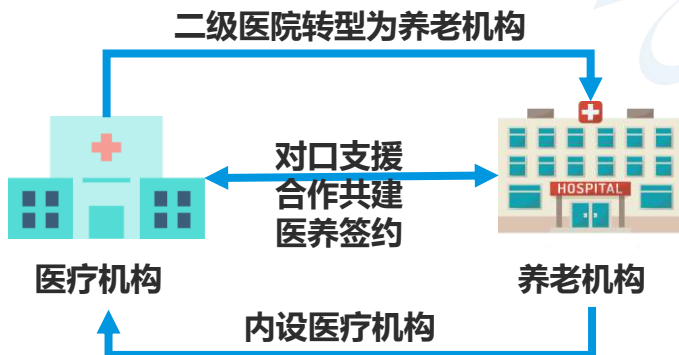 二级医院转型为养老机构
对口支援
合作共建
医养签约
HOSPITAL
医疗机构
养老机构
内设医疗机构